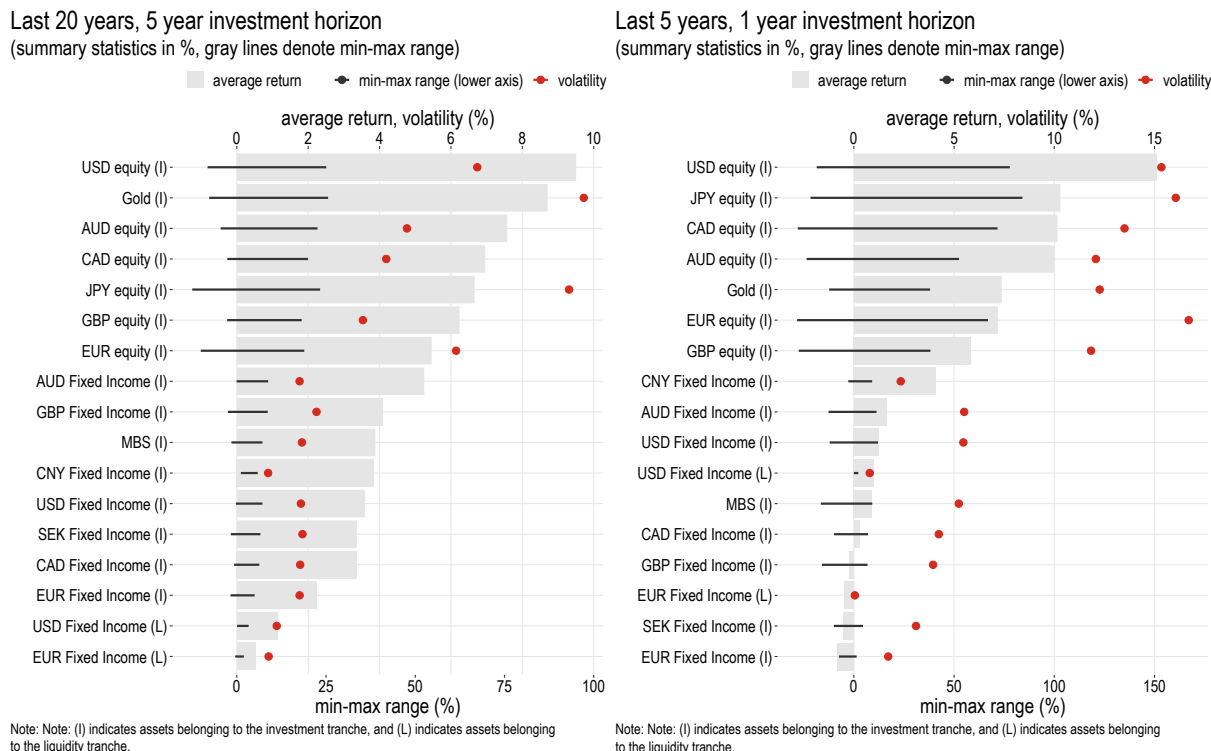 Last 20 years, 5 year investment horizon
(summary statistics in %, gray lines denote min-max range)
average return
min-max range (lower axis)
volatility
average return, volatility (%)
0 2 4 6 8 10
USD equity (I)
Gold (I)
AUD equity (I)
CAD equity (I)
JPY equity (I)
GBP equity (I)
EUR equity (I)
AUD Fixed Income (I)
GBP Fixed Income (I)
MBS (I)
CNY Fixed Income (I)
USD Fixed Income (I)
SEK Fixed Income (I)
CAD Fixed Income (I)
EUR Fixed Income (I)
USD Fixed Income (L)
EUR Fixed Income (L)
0 25 50 75 100
min-max range (%)
Note: Note: (I) indicates assets belonging to the investment tranche, and (L) indicates assets belonging
to the liquidity tranche.
Last 5 years, 1 year investment horizon
(summary statistics in %, gray lines denote min-max range)
average return
min-max range (lower axis)
volatility
average return, volatility (%)
0 5 10 15
USD equity (I)
JPY equity (I)
CAD equity (I)
AUD equity (I)
Gold (I)
EUR equity (I)
GBP equity (I)
CNY Fixed Income (I)
AUD Fixed Income (I)
USD Fixed Income (I)
USD Fixed Income (L)
MBS (I)
CAD Fixed Income (I)
GBP Fixed Income (I)
EUR Fixed Income (L)
SEK Fixed Income (I)
EUR Fixed Income (I)
0 50 100 150
min-max range (%)
Note: Note: (I) indicates assets belonging to the investment tranche, and (L) indicates assets belonging
to the liquidity tranche.